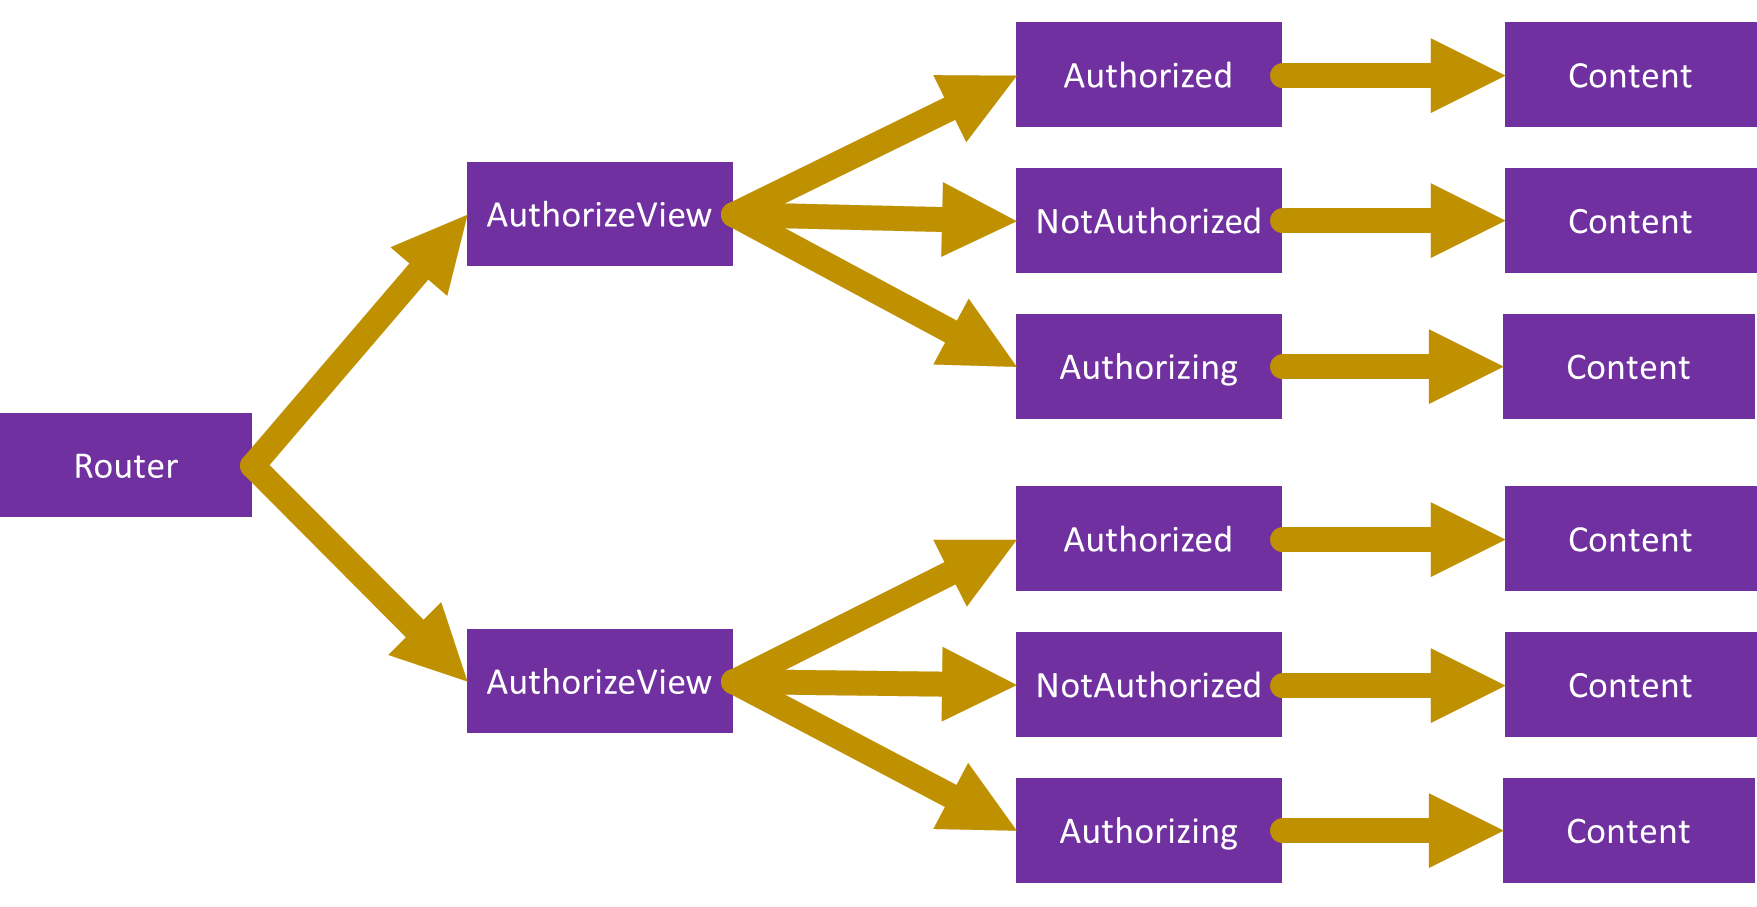 Authorized
Content
AuthorizeView
NotAuthorized
Content
Authorizing
Content
Router
Authorized
Content
AuthorizeView
NotAuthorized
Content
Authorizing
Content